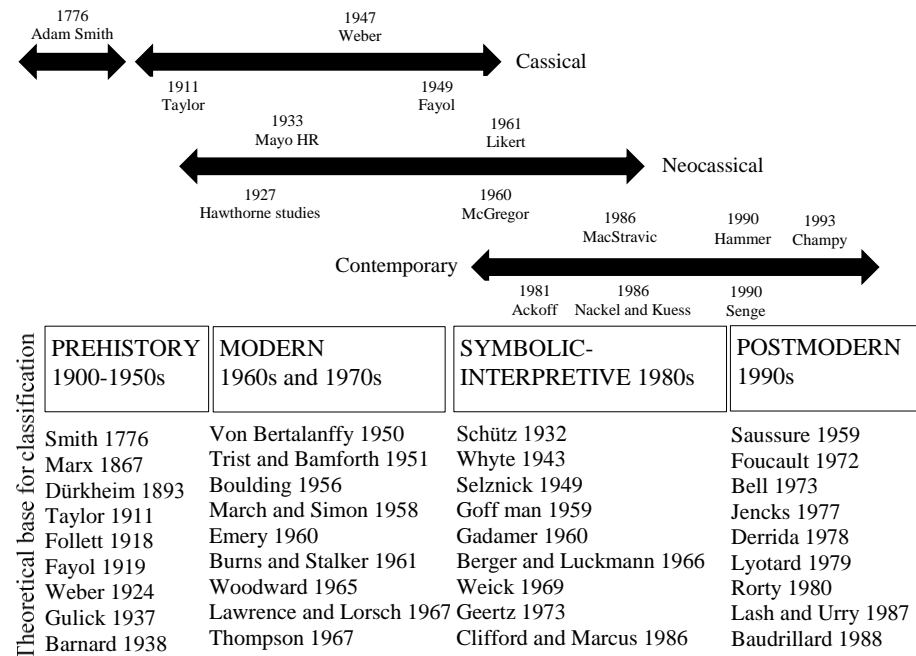 1776
Adam Smith
1947
Weber
Cassical
1911
Taylor
1949
Fayol
1933
Mayo HR
1961
Likert
Neocassical
1927
Hawthorne studies
1960
McGregor
1986
MacStravic
1990
Hammer
1993
Champy
Contemporary
1981
Ackoff
1986
Nackel and Kuess
1990
Senge
Theoretical base for classification
PREHISTORY
1900-1950s
Smith 1776
Marx 1867
Dürkheim 1893
Taylor 1911
Follett 1918
Fayol 1919
Weber 1924
Gulick 1937
Barnard 1938
MODERN
1960s and 1970s
Von Bertalanffy 1950
Trist and Bamforth 1951
Boulding 1956
March and Simon 1958
Emery 1960
Burns and Stalker 1961
Woodward 1965
Lawrence and Lorsch 1967
Thompson 1967
SYMBOLIC-
INTERPRETIVE 1980s
Schütz 1932
Whyte 1943
Selznick 1949
Goff man 1959
Gadamer 1960
Berger and Luckmann 1966
Weick 1969
Geertz 1973
Clifford and Marcus 1986
POSTMODERN
1990s
Saussure 1959
Foucault 1972
Bell 1973
Jencks 1977
Derrida 1978
Lyotard 1979
Rorty 1980
Lash and Urry 1987
Baudrillard 1988